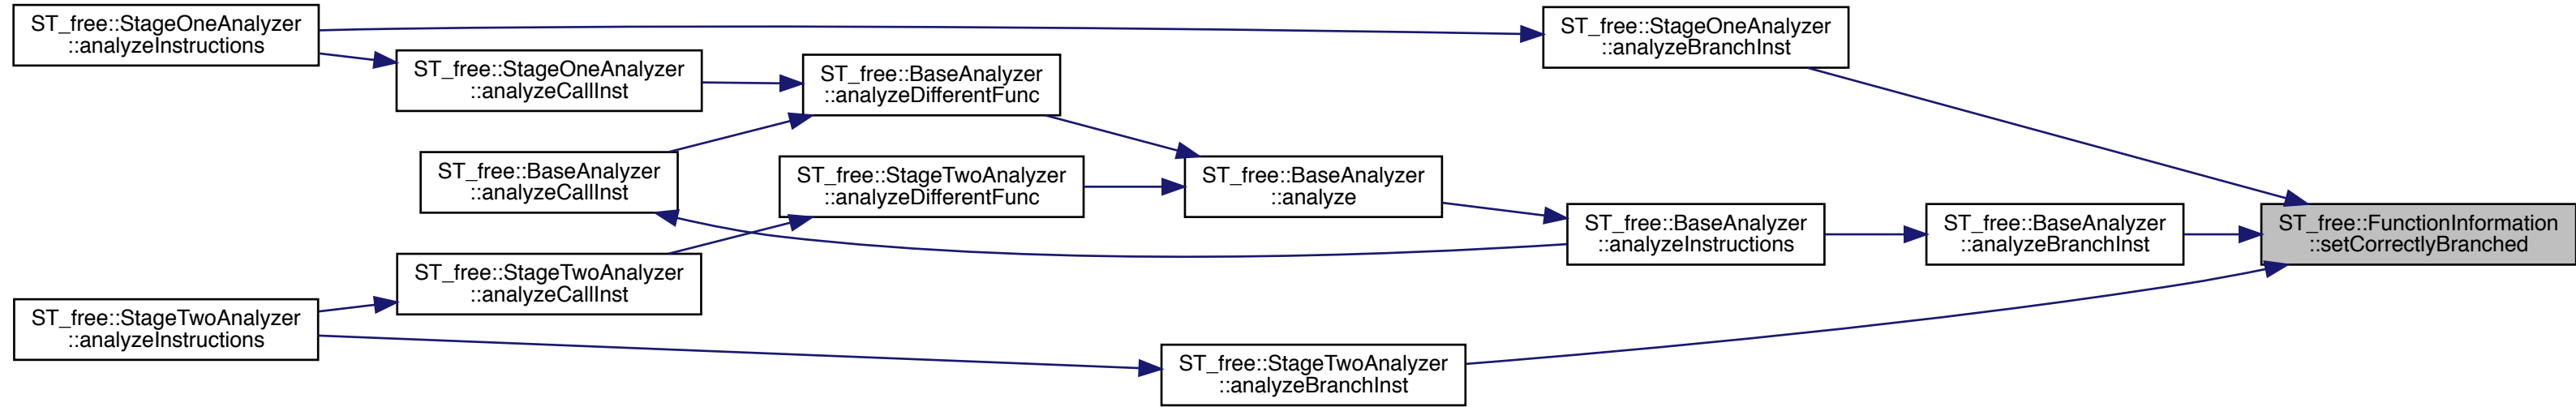 ST_free::StageOneAnalyzer
::analyzeInstructions
ST_free::StageOneAnalyzer
::analyzeBranchInst
ST_free::StageOneAnalyzer
::analyzeCallInst
ST_free::BaseAnalyzer
::analyzeDifferentFunc
ST_free::BaseAnalyzer
::analyzeCallInst
ST_free::StageTwoAnalyzer
::analyzeDifferentFunc
ST_free::BaseAnalyzer
::analyze
ST_free::BaseAnalyzer
::analyzeInstructions
ST_free::BaseAnalyzer
::analyzeBranchInst
ST_free::FunctionInformation
::setCorrectlyBranched
ST_free::StageTwoAnalyzer
::analyzeCallInst
ST_free::StageTwoAnalyzer
::analyzeInstructions
ST_free::StageTwoAnalyzer
::analyzeBranchInst